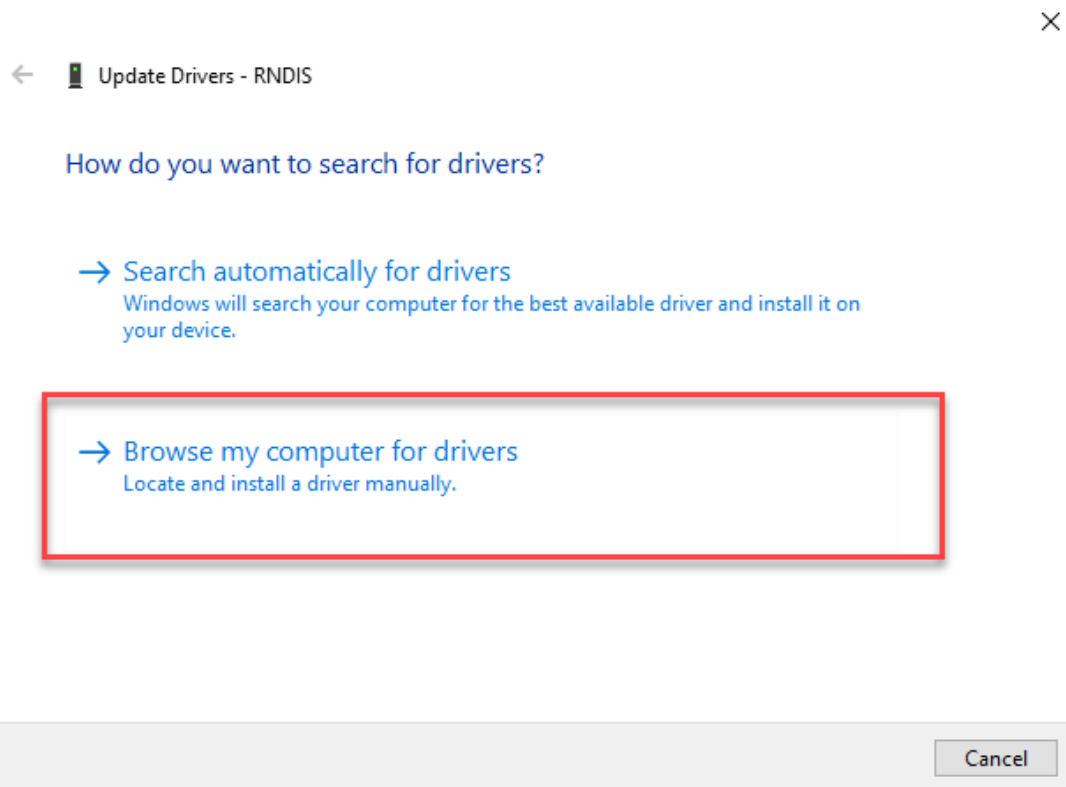 Update Drivers - RNDIS
How do you want to search for drivers?
Search automatically for drivers
Windows will search your computer for the best available driver and install it on
your device.
Browse my computer for drivers
Locate and install a driver manually.
Cancel